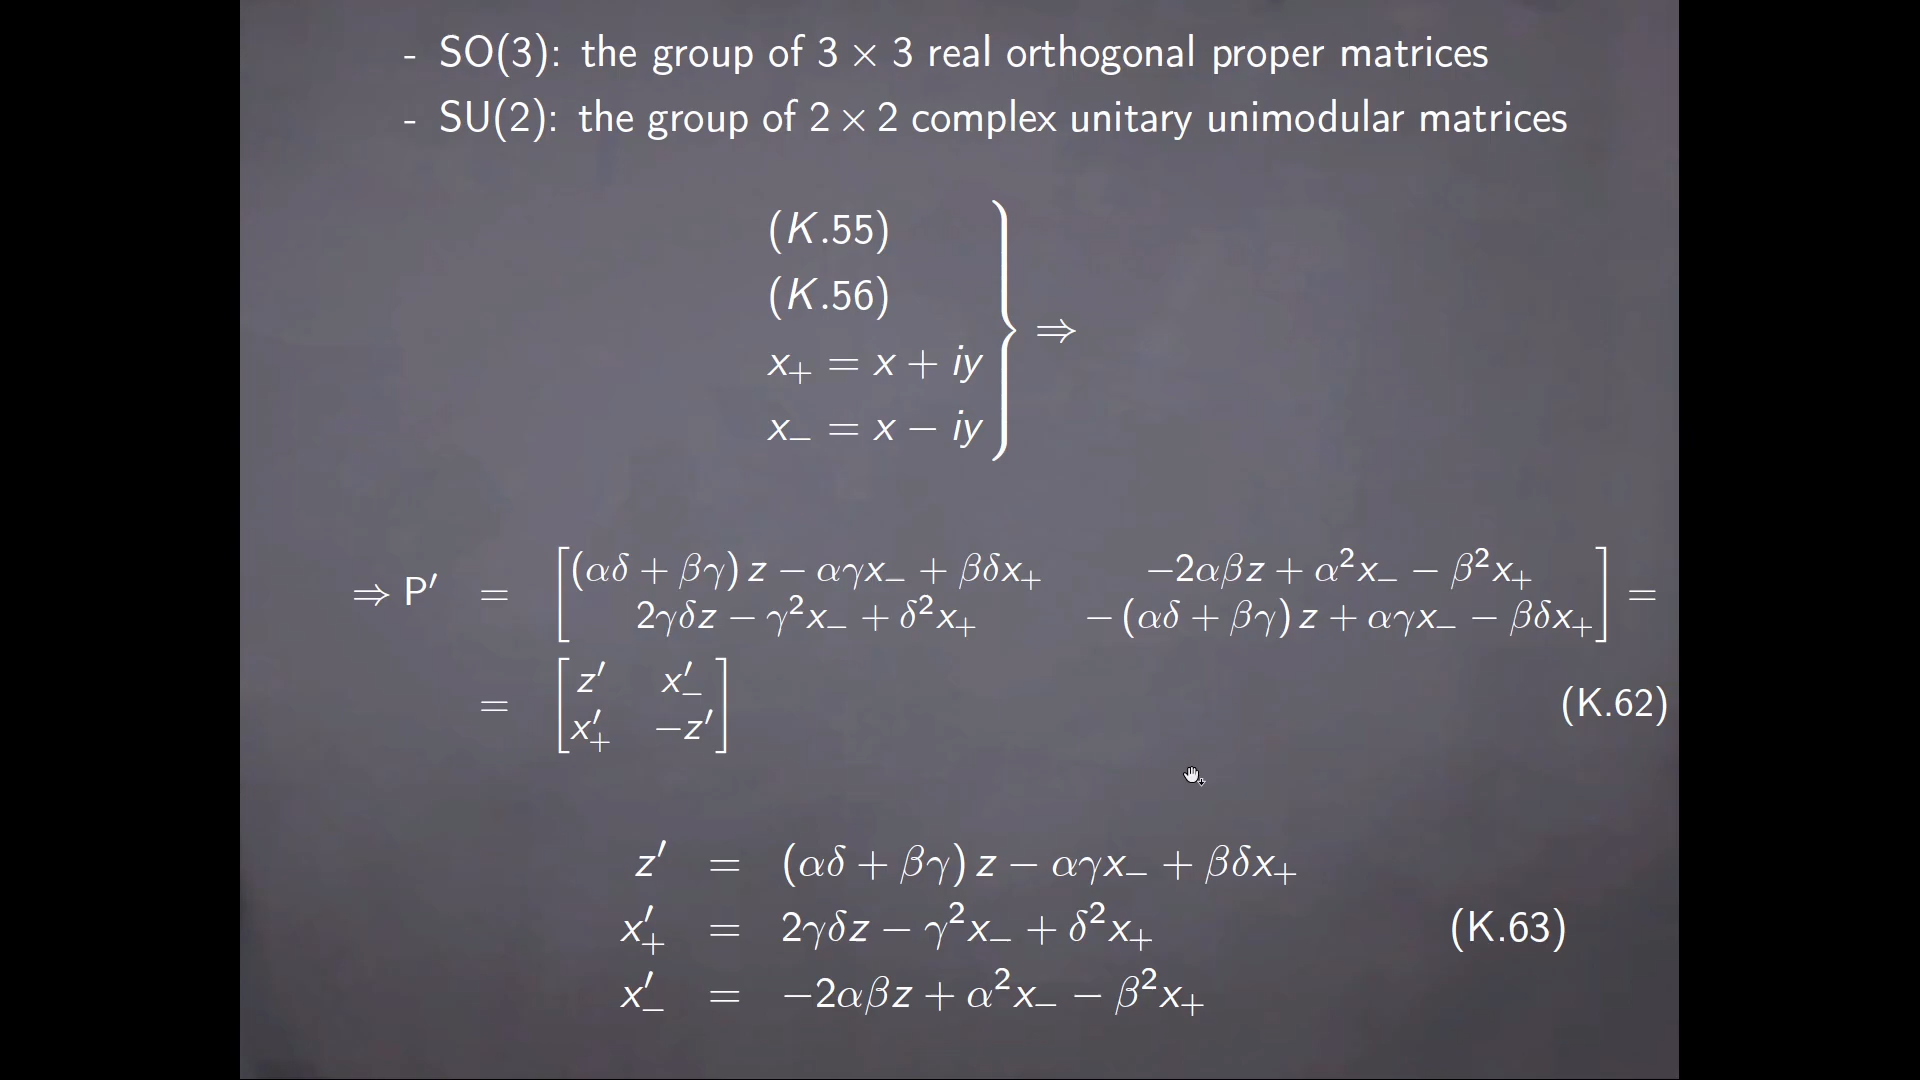 - SO(3): the group of 3 × 3 real orthogonal proper matrices
- SU(2): the group of 2 × 2 complex unitary unimodular matrices
(K.55)
(K.56)
x₊ = x + iy
x₋ = x − iy
⇒
⇒ P′ = [ (αδ + βγ) z − αγx₋ + βδx₊    −2αβz + α²x₋ − β²x₊
2γδz − γ²x₋ + δ²x₊    − (αδ + βγ) z + αγx₋ − βδx₊ ] =
= [ z′    x′₋
x′₊    −z′ ]    (K.62)
z′ = (αδ + βγ) z − αγx₋ + βδx₊
x′₊ = 2γδz − γ²x₋ + δ²x₊    (K.63)
x′₋ = −2αβz + α²x₋ − β²x₊